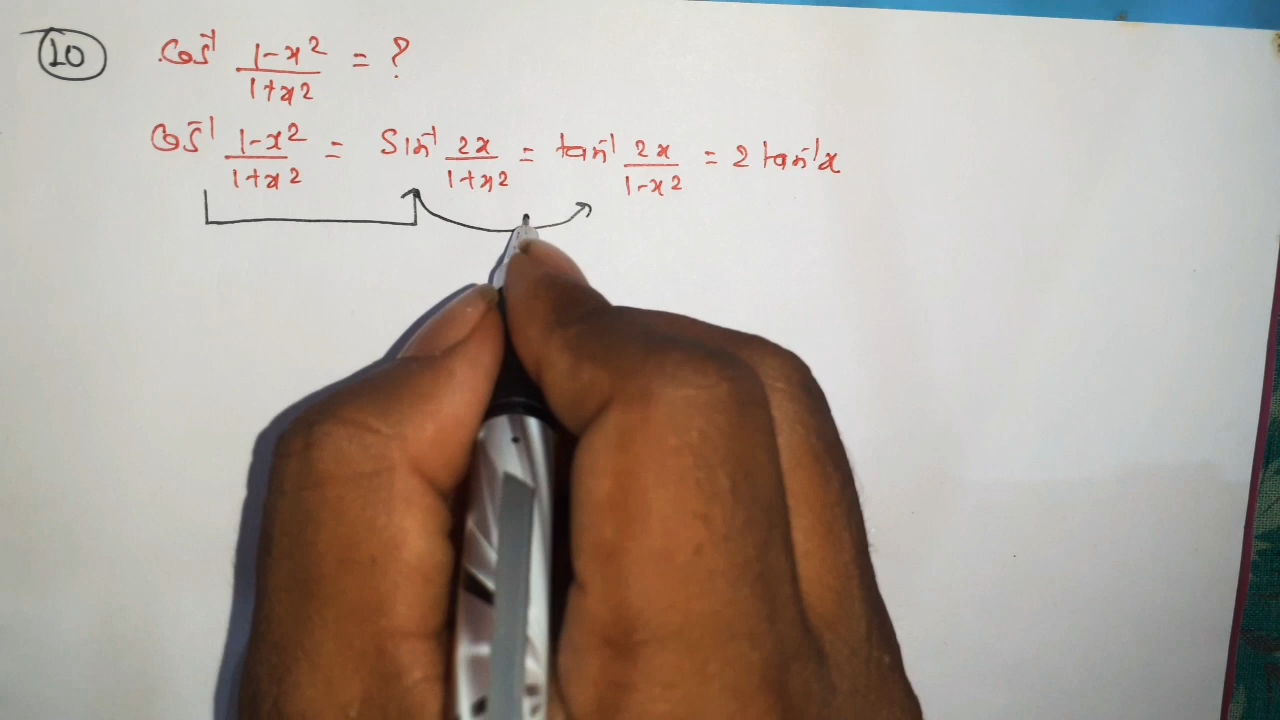 10 Cos⁻¹ (1-x²)/(1+x²) = ?
Cos⁻¹ (1-x²)/(1+x²) = Sin⁻¹ (2x)/(1+x²) = tan⁻¹ (2x)/(1-x²) = 2 tan⁻¹x